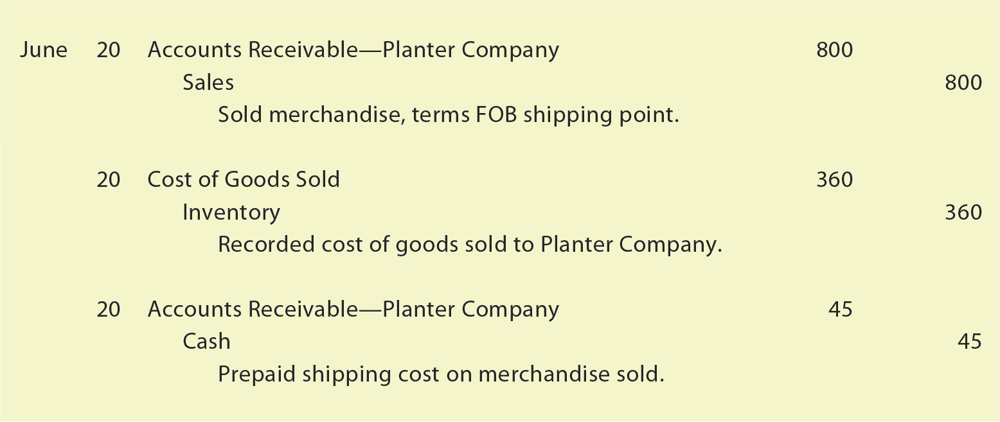 June 20 Accounts Receivable—Planter Company 800
Sales 800
Sold merchandise, terms FOB shipping point.
20 Cost of Goods Sold 360
Inventory 360
Recorded cost of goods sold to Planter Company.
20 Accounts Receivable—Planter Company 45
Cash 45
Prepaid shipping cost on merchandise sold.